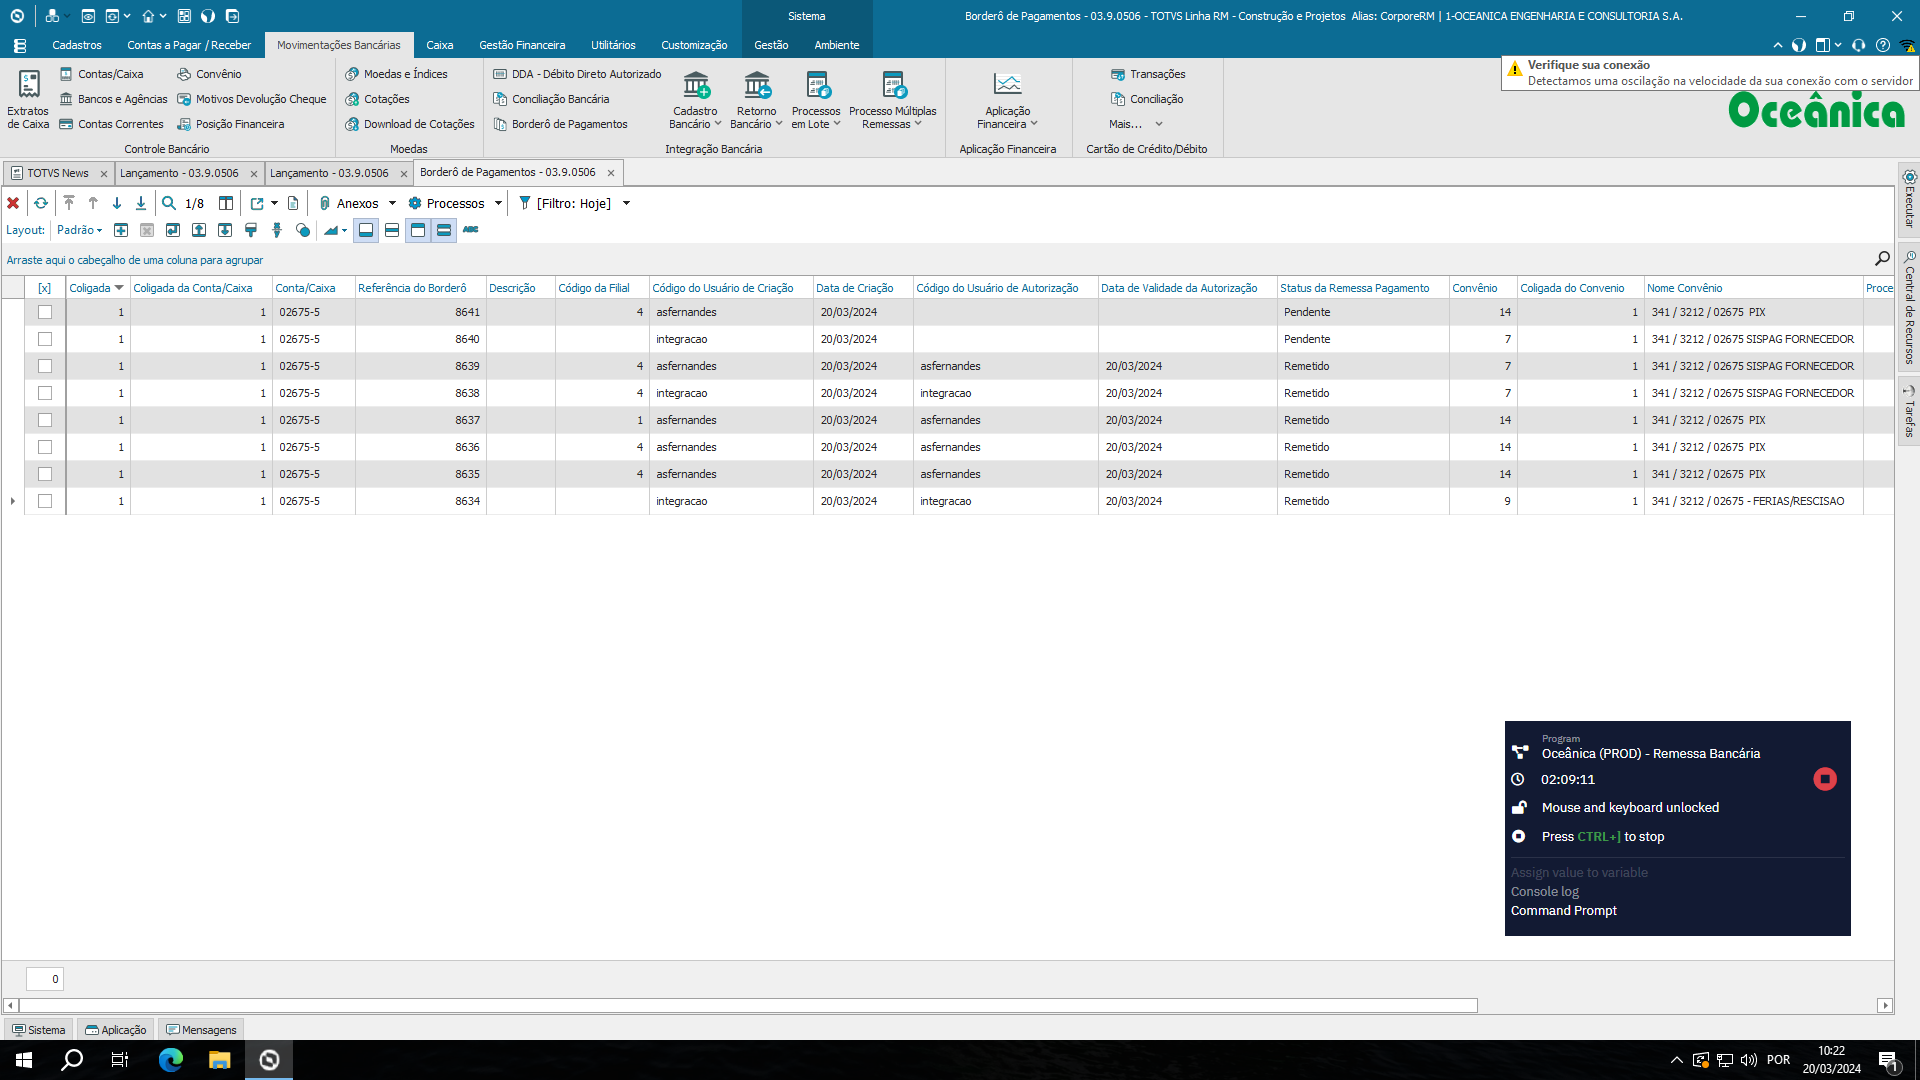 Sistema
Borderô de Pagamentos - 03.9.0506 - TOTVS Linha RM - Construção e Projetos Alias: CorporeRM | 1-OCEANICA ENGENHARIA E CONSULTORIA S.A.
Cadastros Contas a Pagar / Receber Movimentações Bancárias Caixa Gestão Financeira Utilitários Customização Gestão Ambiente
Verifique sua conexão
Detectamos uma oscilação na velocidade da sua conexão com o servidor
Oceânica
Extratos de Caixa
Contas/Caixa Convênio
Bancos e Agências Motivos Devolução Cheque
Contas Correntes Posição Financeira
Controle Bancário
Moedas e Índices
Cotações
Download de Cotações
Moedas
DDA - Débito Direto Autorizado
Conciliação Bancária
Borderô de Pagamentos
Cadastro Bancário
Retorno Bancário
Processos em Lote
Processo Múltiplas Remessas
Integração Bancária
Aplicação Financeira
Aplicação Financeira
Transações
Conciliação
Mais...
Cartão de Crédito/Débito
TOTVS News Lançamento - 03.9.0506 Lançamento - 03.9.0506 Borderô de Pagamentos - 03.9.0506
1/8 Anexos Processos [Filtro: Hoje]
Layout: Padrão ABC
Arraste aqui o cabeçalho de uma coluna para agrupar
[x] Coligada Coligada da Conta/Caixa Conta/Caixa Referência do Borderô Descrição Código da Filial Código do Usuário de Criação Data de Criação Código do Usuário de Autorização Data de Validade da Autorização Status da Remessa Pagamento Convênio Coligada do Convenio Nome Convênio Proce
1 1 02675-5 8641 4 asfernandes 20/03/2024 Pendente 14 1 341 / 3212 / 02675 PIX
1 1 02675-5 8640 integracao 20/03/2024 Pendente 7 1 341 / 3212 / 02675 SISPAG FORNECEDOR
1 1 02675-5 8639 4 asfernandes 20/03/2024 asfernandes 20/03/2024 Remetido 7 1 341 / 3212 / 02675 SISPAG FORNECEDOR
1 1 02675-5 8638 4 integracao 20/03/2024 integracao 20/03/2024 Remetido 7 1 341 / 3212 / 02675 SISPAG FORNECEDOR
1 1 02675-5 8637 1 asfernandes 20/03/2024 asfernandes 20/03/2024 Remetido 14 1 341 / 3212 / 02675 PIX
1 1 02675-5 8636 4 asfernandes 20/03/2024 asfernandes 20/03/2024 Remetido 14 1 341 / 3212 / 02675 PIX
1 1 02675-5 8635 4 asfernandes 20/03/2024 asfernandes 20/03/2024 Remetido 14 1 341 / 3212 / 02675 PIX
1 1 02675-5 8634 integracao 20/03/2024 integracao 20/03/2024 Remetido 9 1 341 / 3212 / 02675 - FERIAS/RESCISAO
Executar
Central de Recursos
Tarefas
Program
Oceânica (PROD) - Remessa Bancária
02:09:11
Mouse and keyboard unlocked
Press CTRL+] to stop
Assign value to variable
Console log
Command Prompt
0
Sistema Aplicação Mensagens
POR
10:22
20/03/2024
1